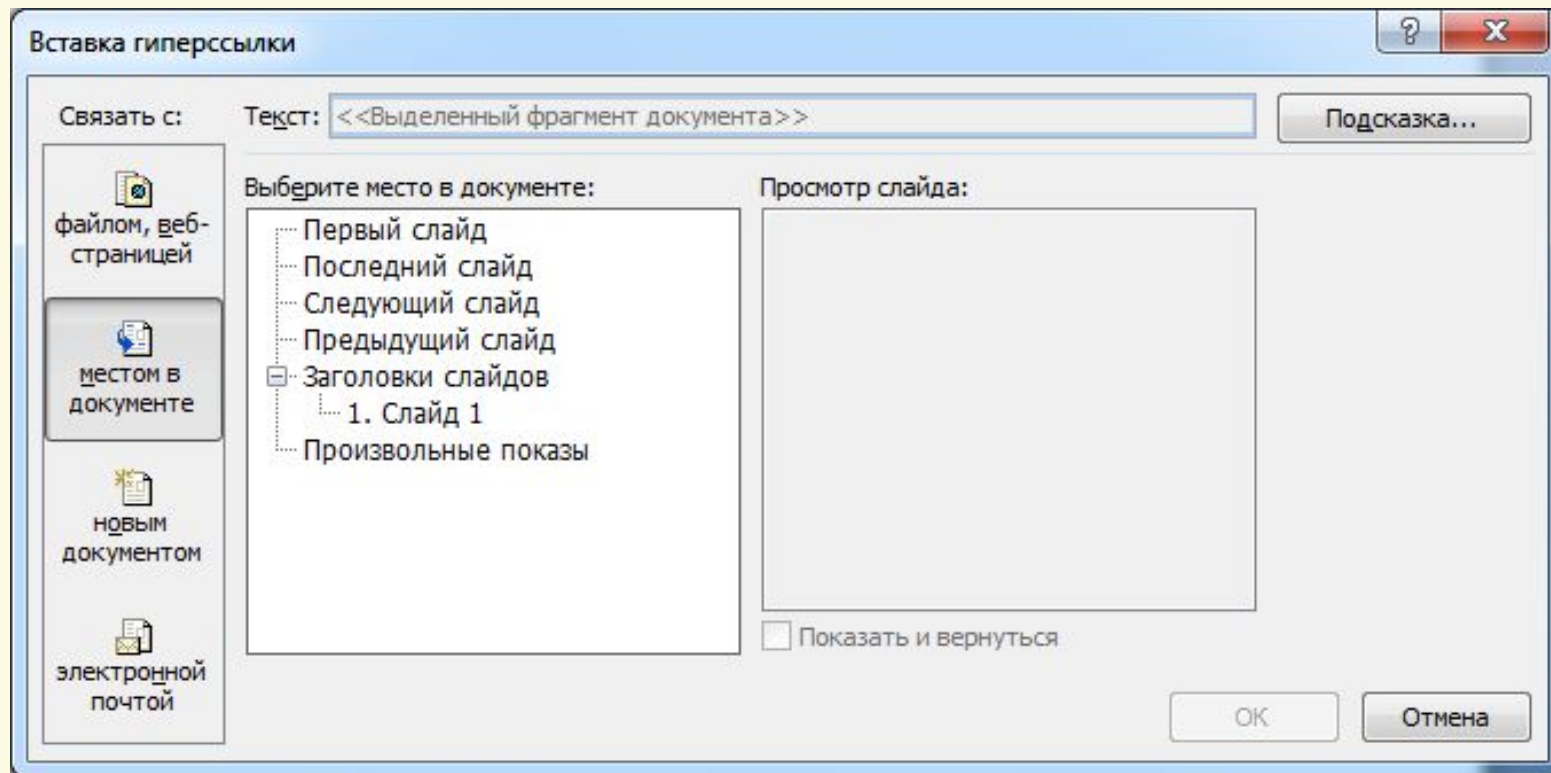 Вставка гиперссылки
Связать с:
Текст: <<Выделенный фрагмент документа>>
Подсказка...
файлом, веб-
страницей
местом в
документе
новым
документом
электронной
почтой
Выберите место в документе:
Первый слайд
Последний слайд
Следующий слайд
Предыдущий слайд
Заголовки слайдов
1. Слайд 1
Произвольные показы
Просмотр слайда:
Показать и вернуться
ОК
Отмена